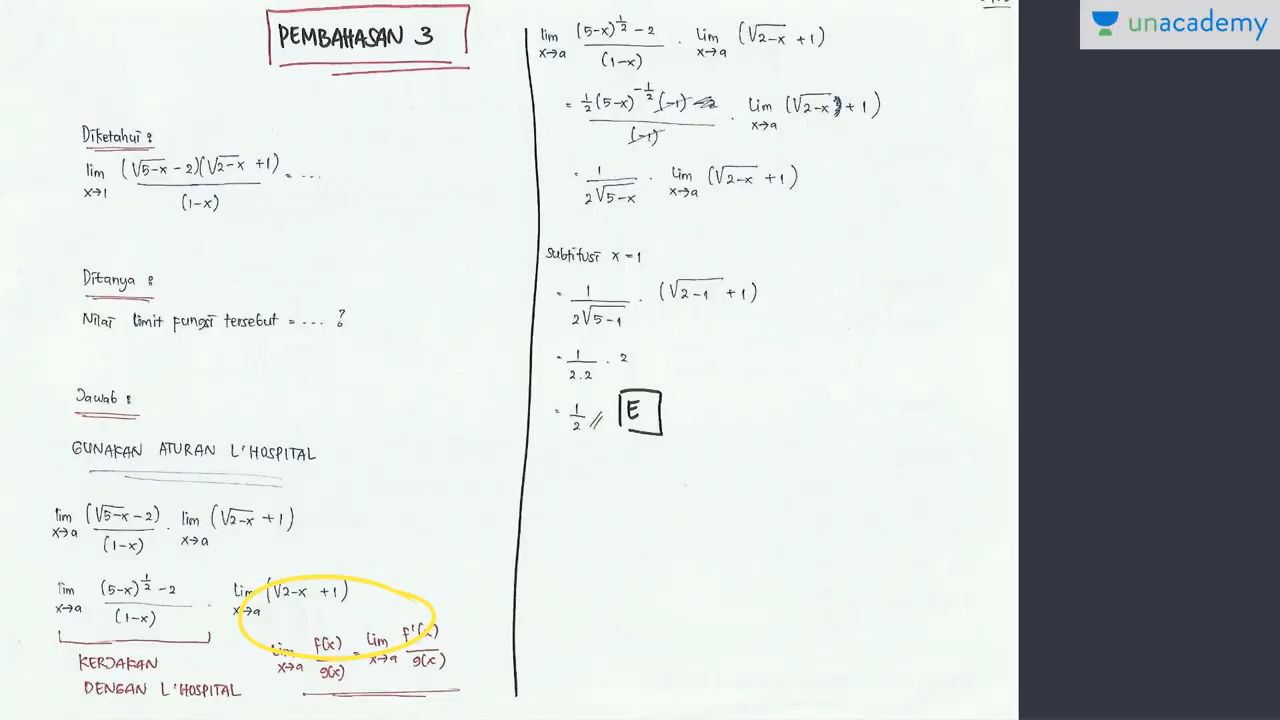 unacademy
PEMBAHASAN 3
Diketahui :
lim (√5-x - 2)(√2-x + 1) = ...
x→1 (1-x)
Ditanya :
Nilai limit fungsi tersebut = ... ?
Jawab :
GUNAKAN ATURAN L'HOSPITAL
lim (√5-x - 2) . lim (√2-x + 1)
x→a (1-x) x→a
lim (5-x)^1/2 - 2 . lim (√2-x + 1)
x→a (1-x) x→a
KERJAKAN
DENGAN L'HOSPITAL
lim f(x) = lim f'(x)
x→a g(x) x→a g(x)
lim (5-x)^1/2 - 2 . lim (√2-x + 1)
x→a (1-x) x→a
= 1/2 (5-x)^-1/2 (-1) . lim (√2-x + 1)
(-1) x→a
= 1 . lim (√2-x + 1)
2√5-x x→a
Subtitusi x = 1
= 1 . (√2-1 + 1)
2√5-1
= 1 . 2
2.2
= 1 // E
2